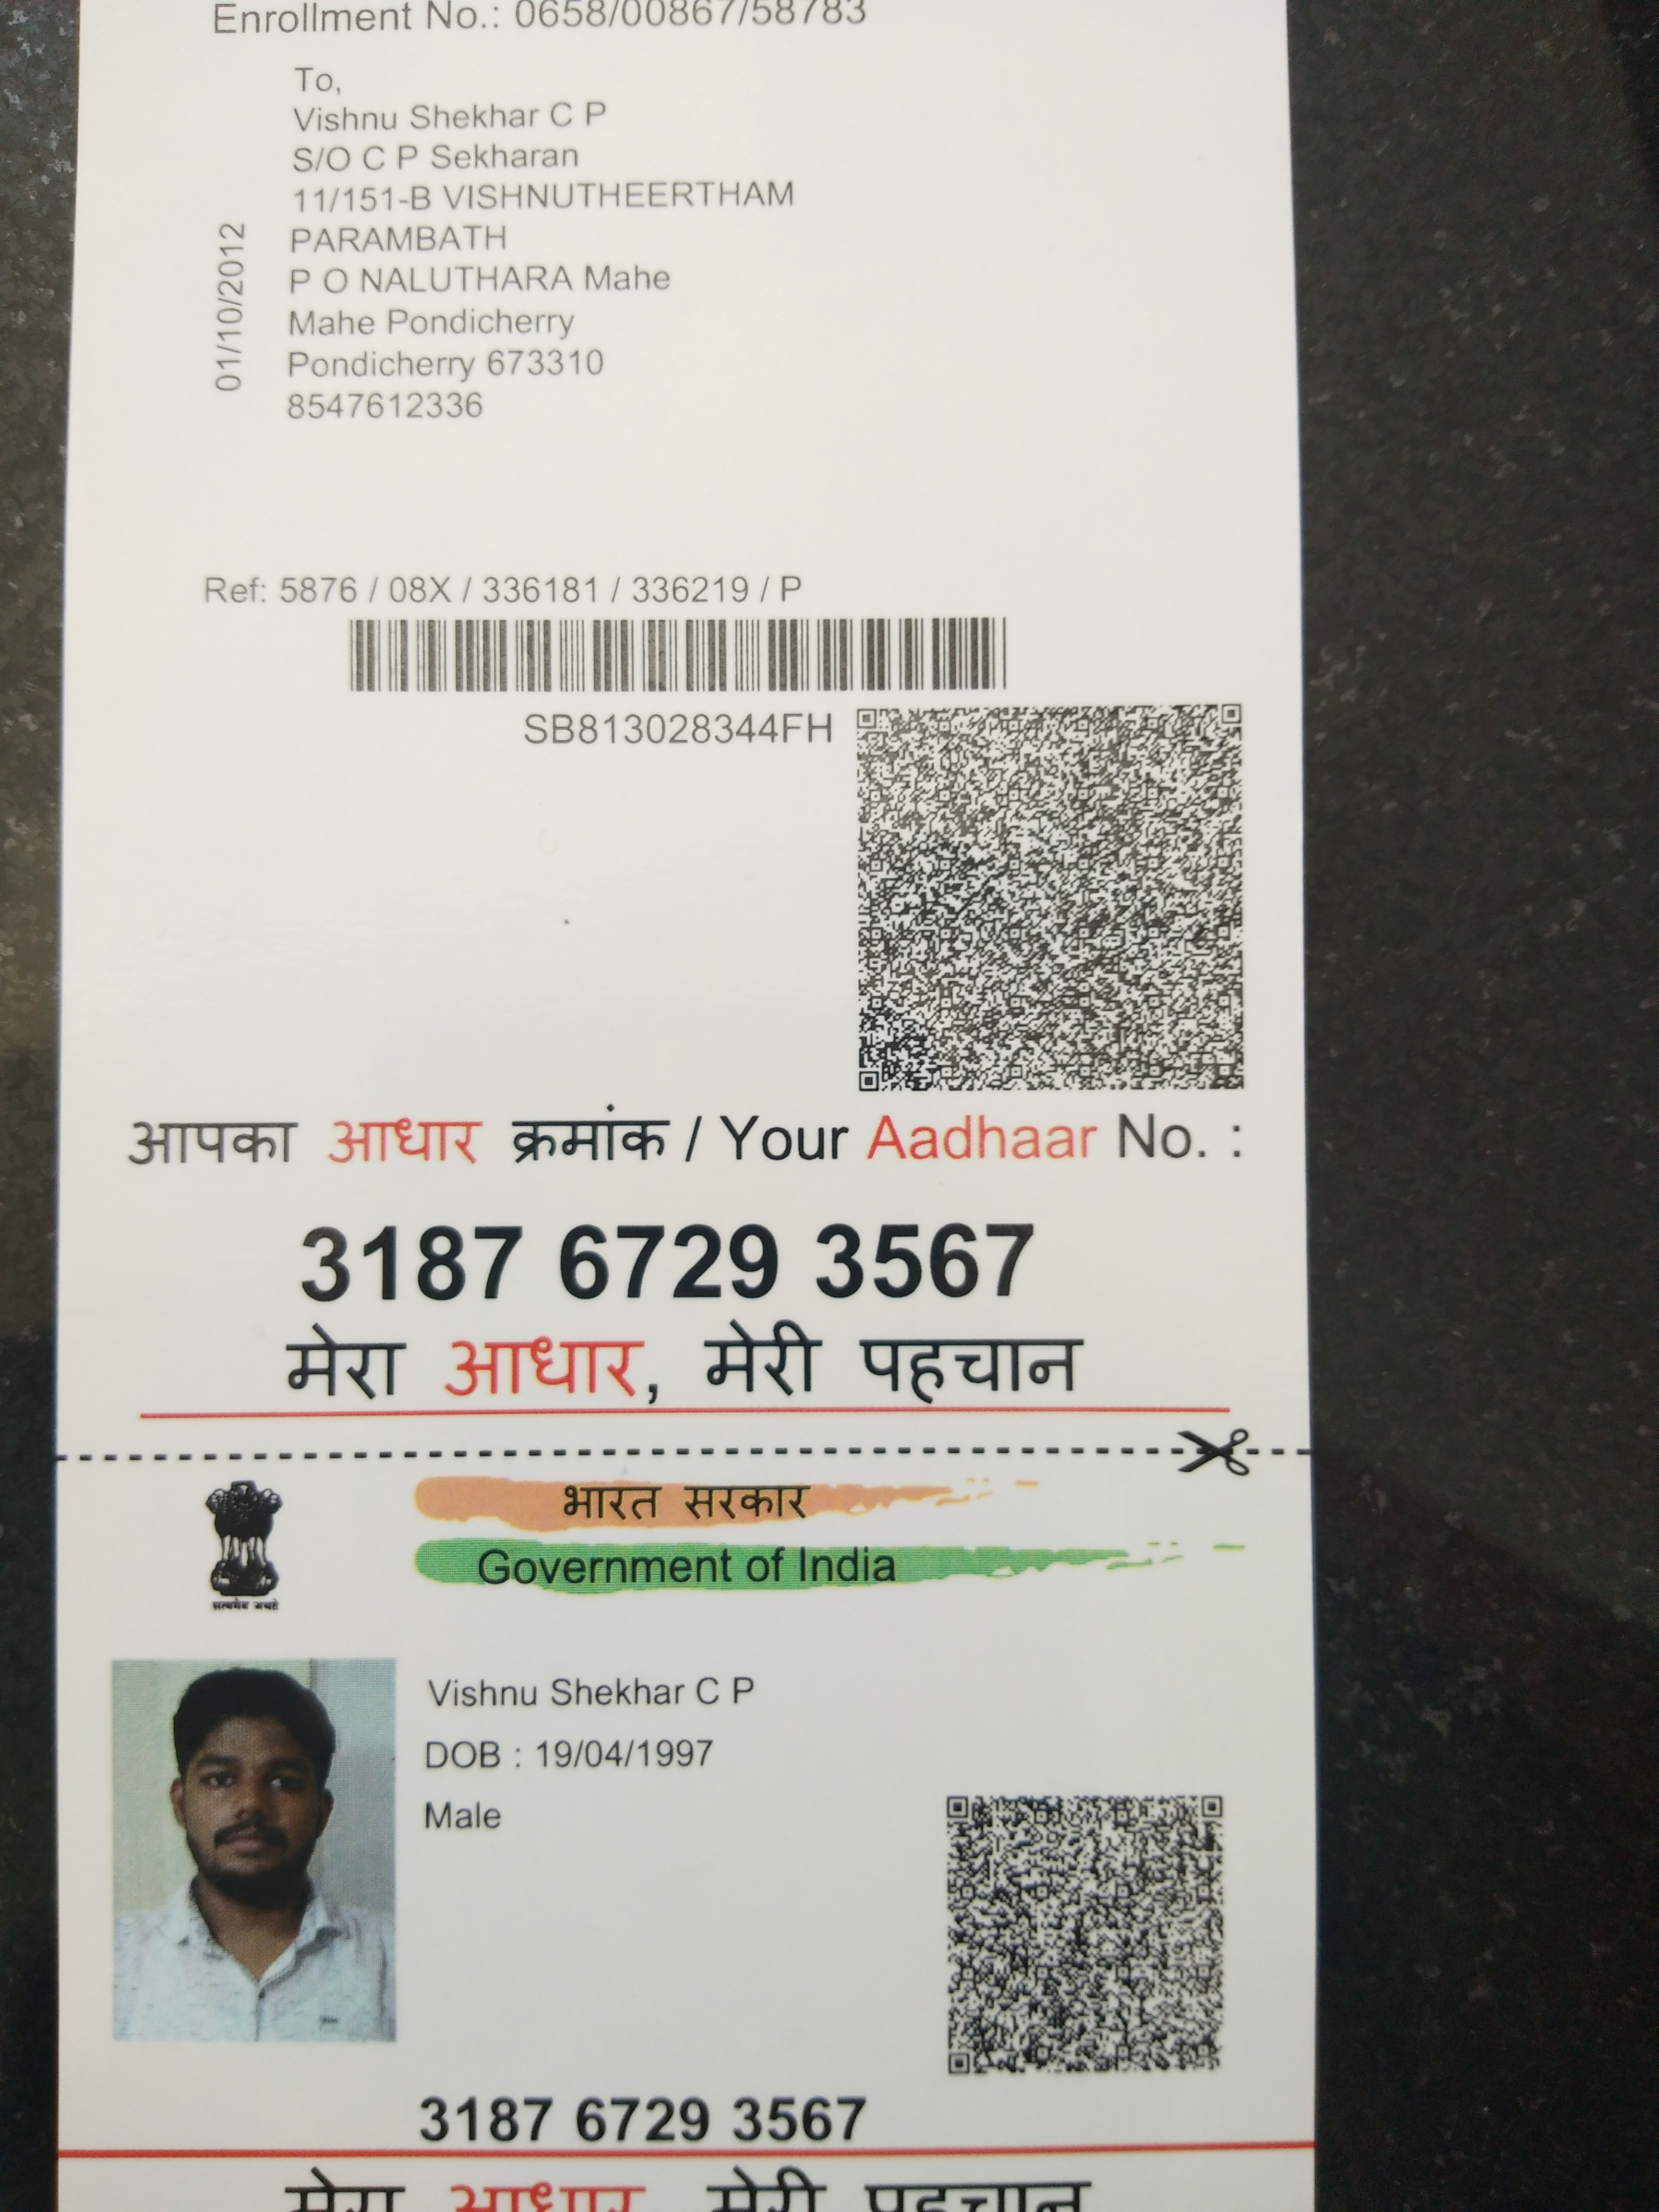 Enrollment No.: 0658/00867/58783
To,
Vishnu Shekhar C P
S/O C P Sekharan
11/151-B VISHNUTHEERTHAM
PARAMBATH
P O NALUTHARA Mahe
Mahe Pondicherry
Pondicherry 673310
8547612336
01/10/2012
Ref: 5876 / 08X / 336181 / 336219 / P
SB813028344FH
आपका आधार क्रमांक / Your Aadhaar No. :
3187 6729 3567
मेरा आधार, मेरी पहचान
भारत सरकार
Government of India
सत्यमेव जयते
Vishnu Shekhar C P
DOB : 19/04/1997
Male
3187 6729 3567
मेरा आधार, मेरी पहचान